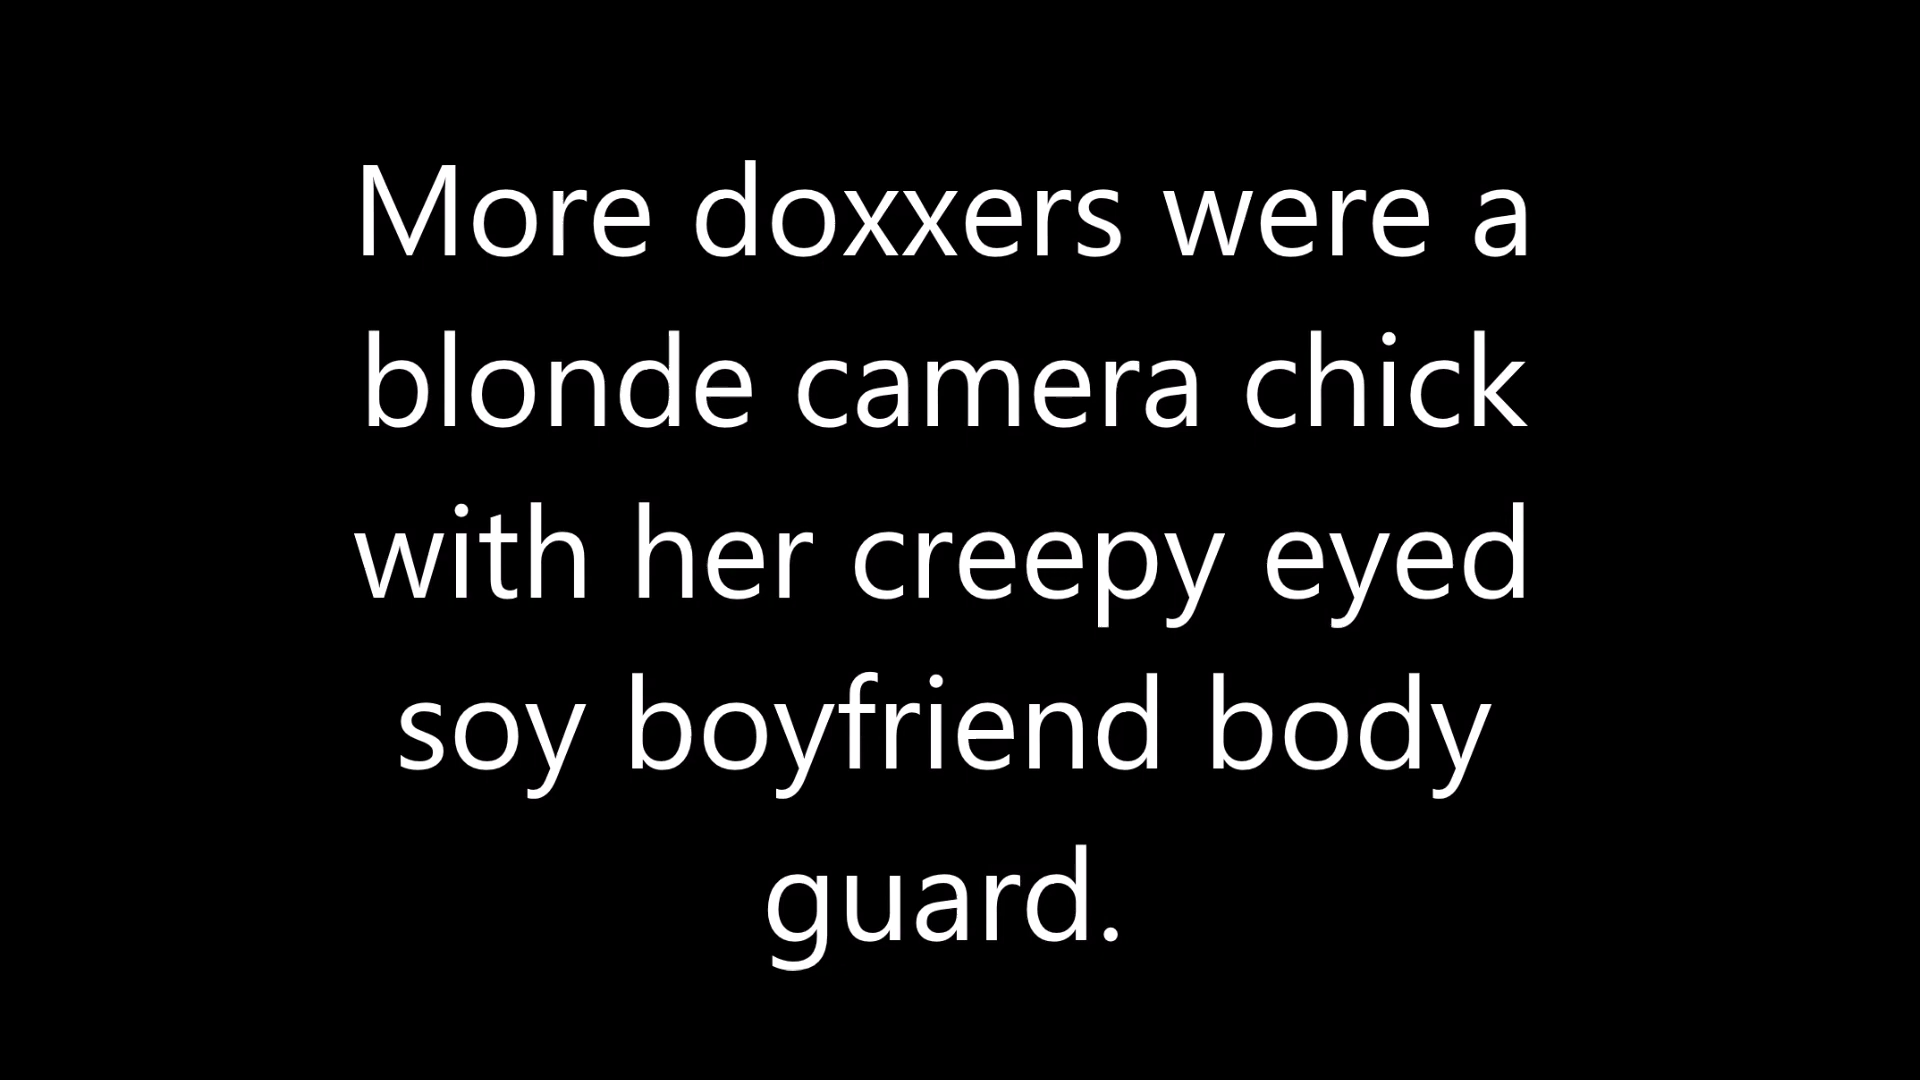 More doxxers were a
blonde camera chick
with her creepy eyed
soy boyfriend body
guard.